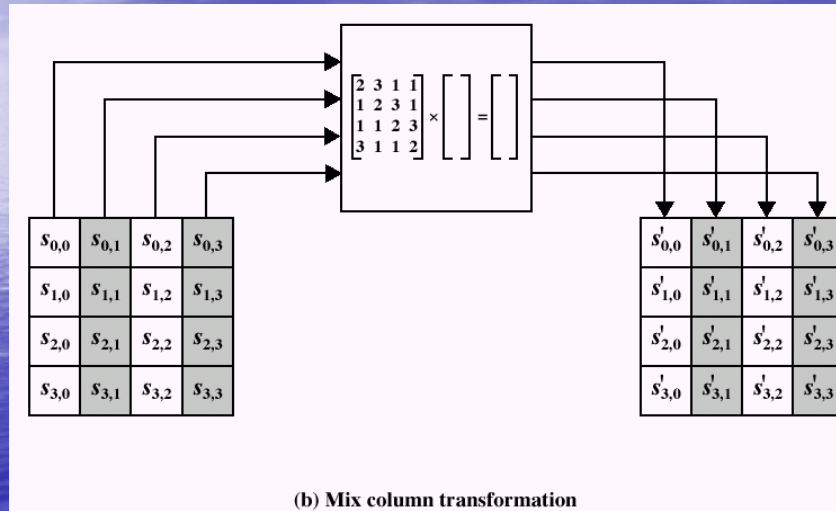 2 3 1 1
1 2 3 1
1 1 2 3
3 1 1 2
× =
s0,0 s0,1 s0,2 s0,3
s1,0 s1,1 s1,2 s1,3
s2,0 s2,1 s2,2 s2,3
s3,0 s3,1 s3,2 s3,3
s'0,0 s'0,1 s'0,2 s'0,3
s'1,0 s'1,1 s'1,2 s'1,3
s'2,0 s'2,1 s'2,2 s'2,3
s'3,0 s'3,1 s'3,2 s'3,3
(b) Mix column transformation